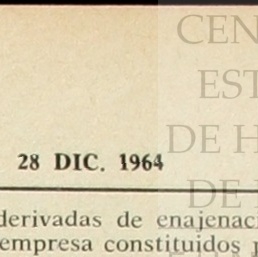 CEN
EST
DE H
DE
28 DIC. 1964
derivadas de enajenaci
empresa constituidos